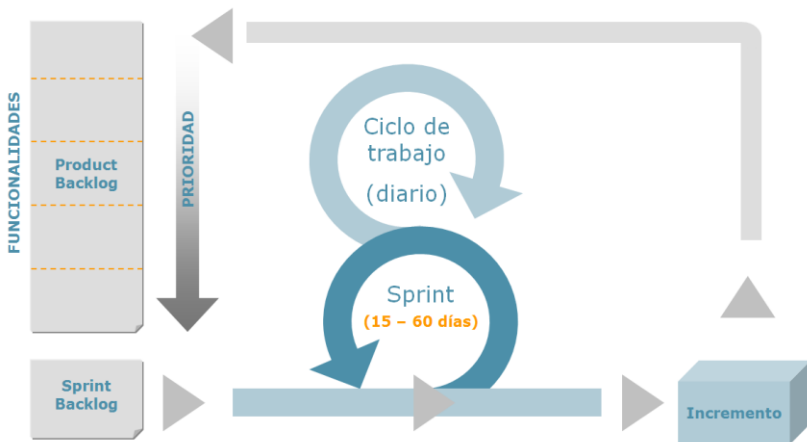 FUNCIONALIDADES
Product
Backlog
PRIORIDAD
Ciclo de
trabajo
(diario)
Sprint
(15 – 60 días)
Sprint
Backlog
Incremento